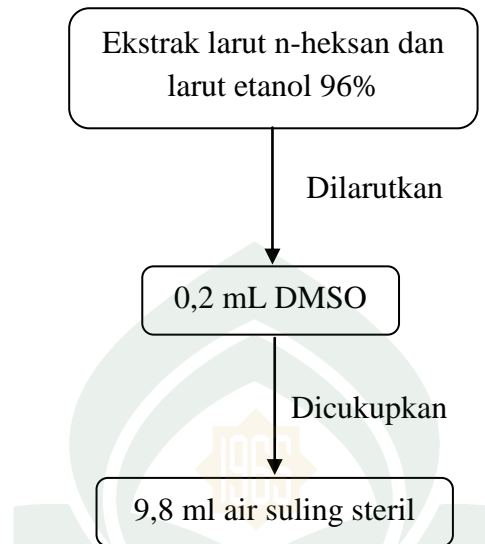 Ekstrak larut n-heksan dan
larut etanol 96%
Dilarutkan
0,2 mL DMSO
Dicukupkan
1965
9,8 ml air suling steril